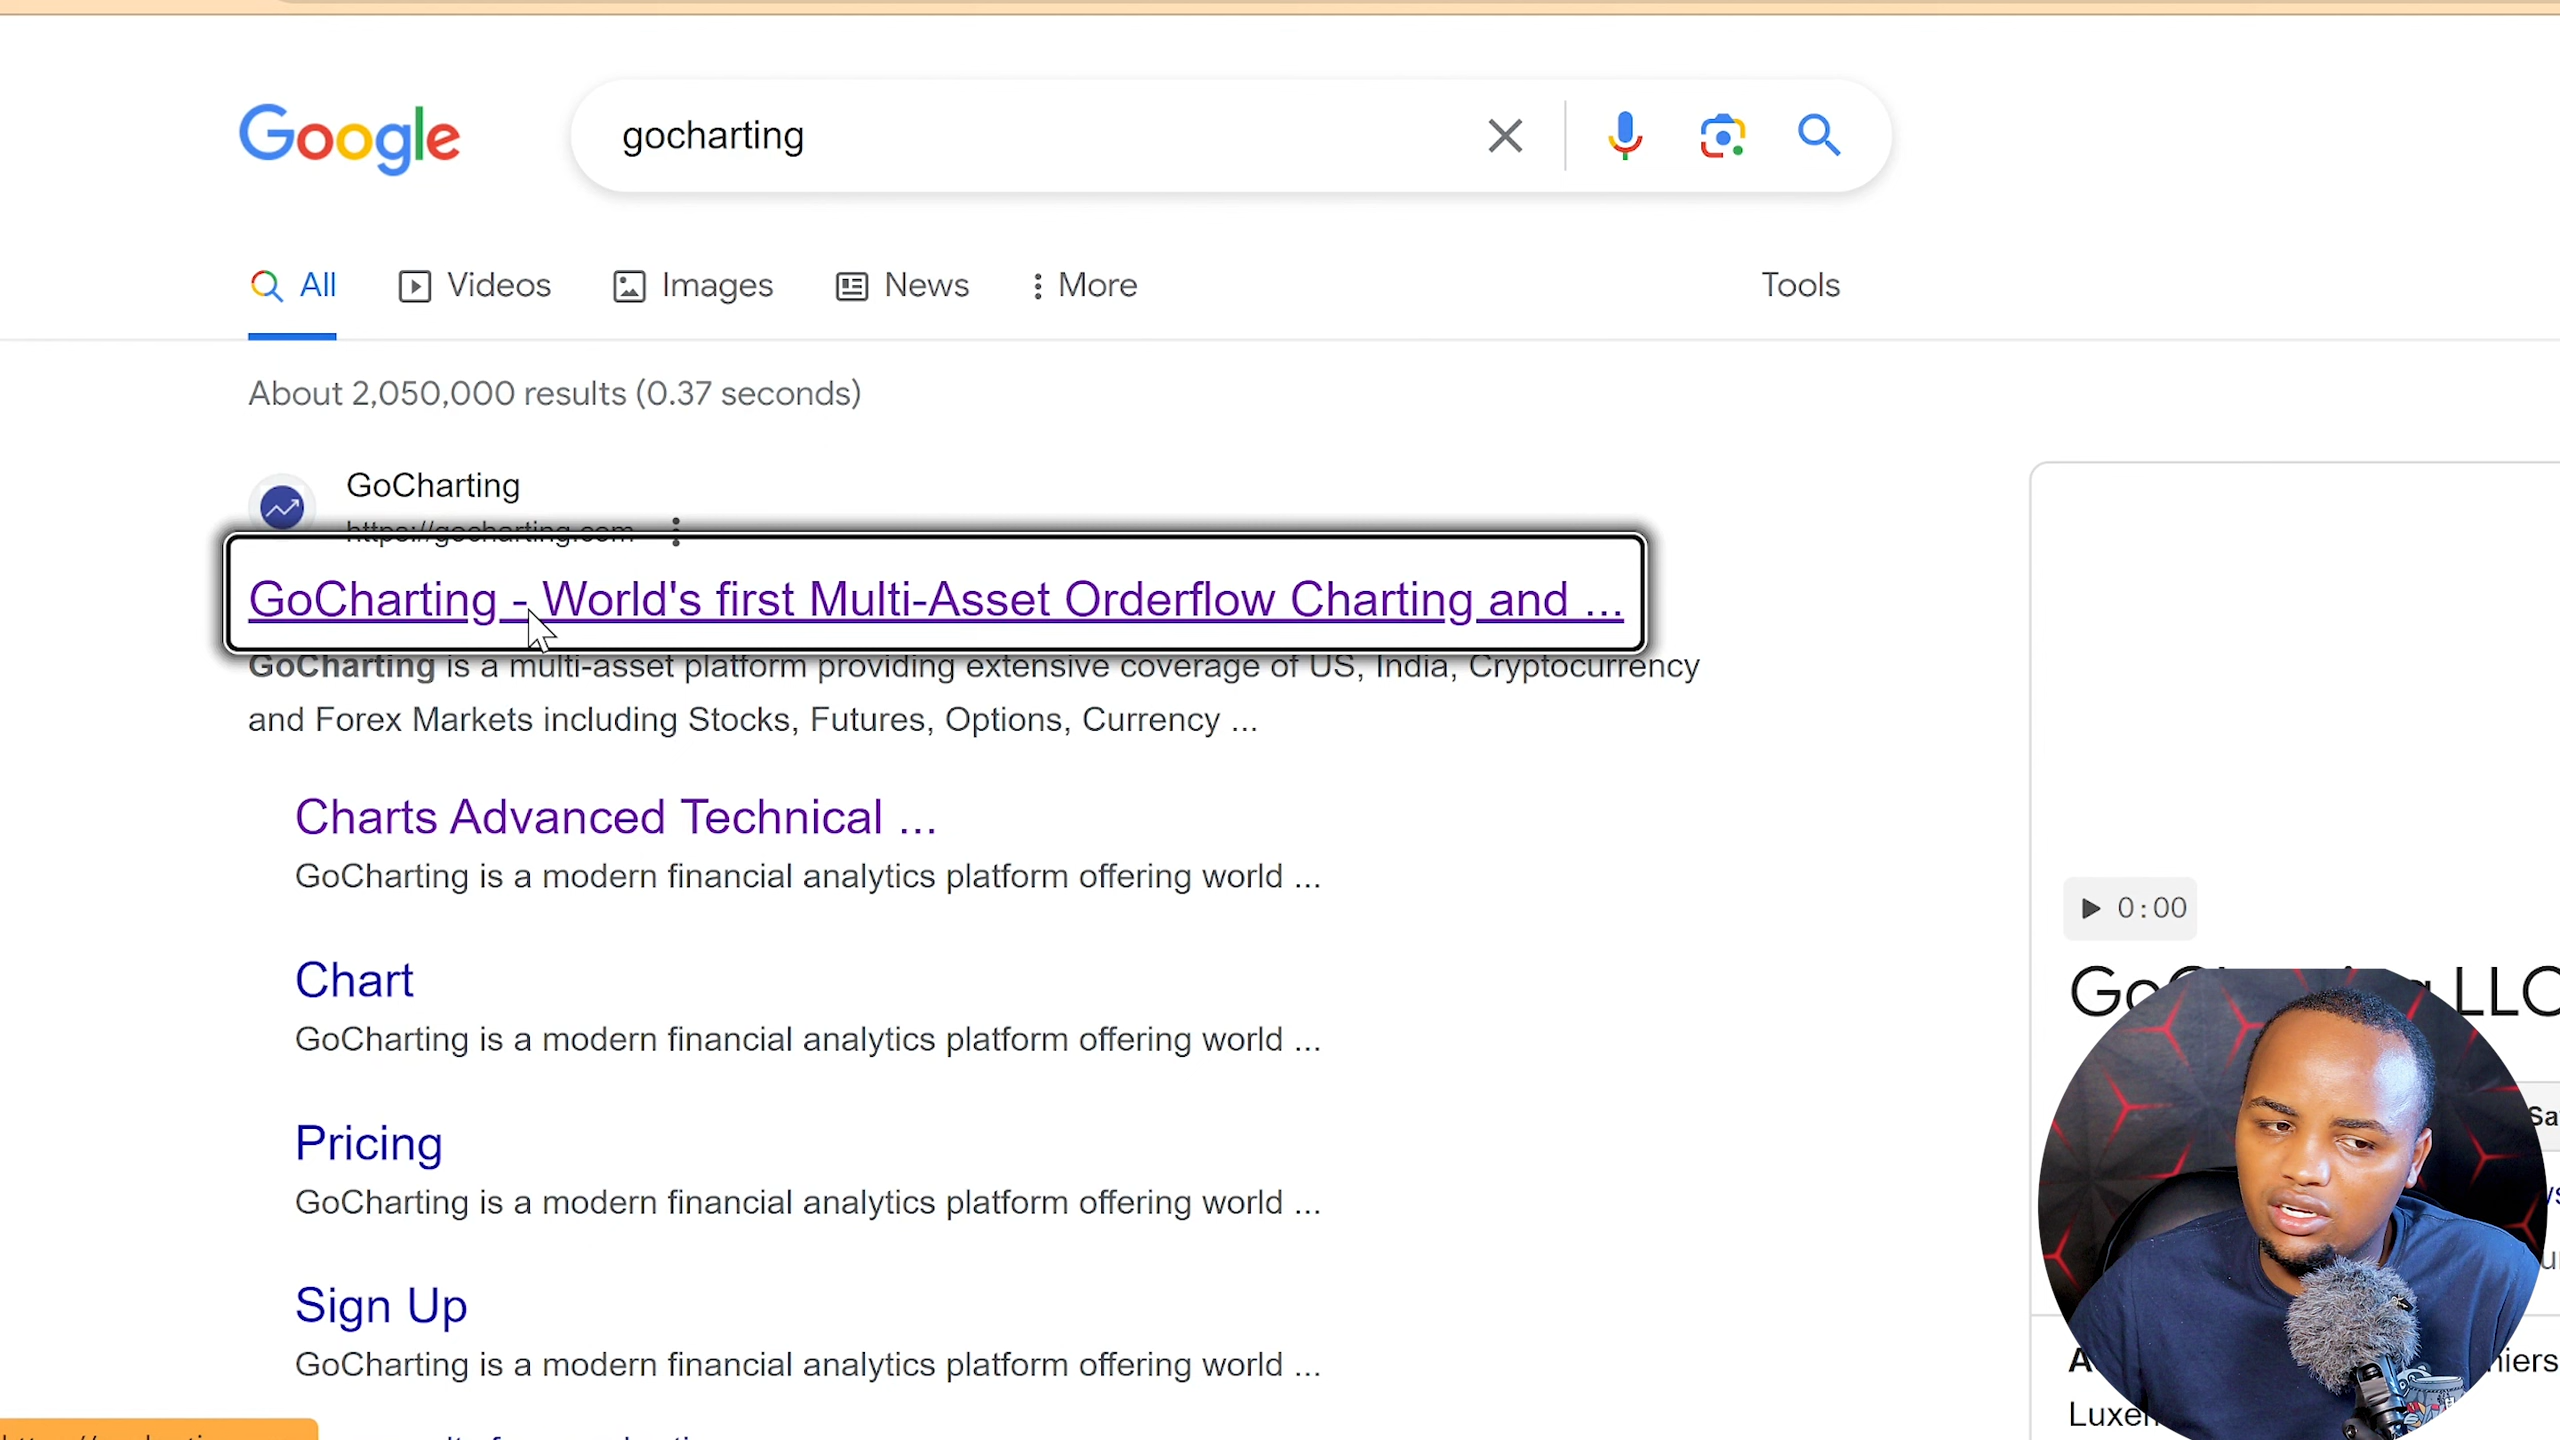 Google
gocharting
All
Videos
Images
News
More
Tools
About 2,050,000 results (0.37 seconds)
GoCharting
https://gocharting.com
GoCharting - World's first Multi-Asset Orderflow Charting and ...
GoCharting is a multi-asset platform providing extensive coverage of US, India, Cryptocurrency
and Forex Markets including Stocks, Futures, Options, Currency ...
Charts Advanced Technical ...
GoCharting is a modern financial analytics platform offering world ...
Chart
GoCharting is a modern financial analytics platform offering world ...
Pricing
GoCharting is a modern financial analytics platform offering world ...
Sign Up
GoCharting is a modern financial analytics platform offering world ...
0:00
LLC